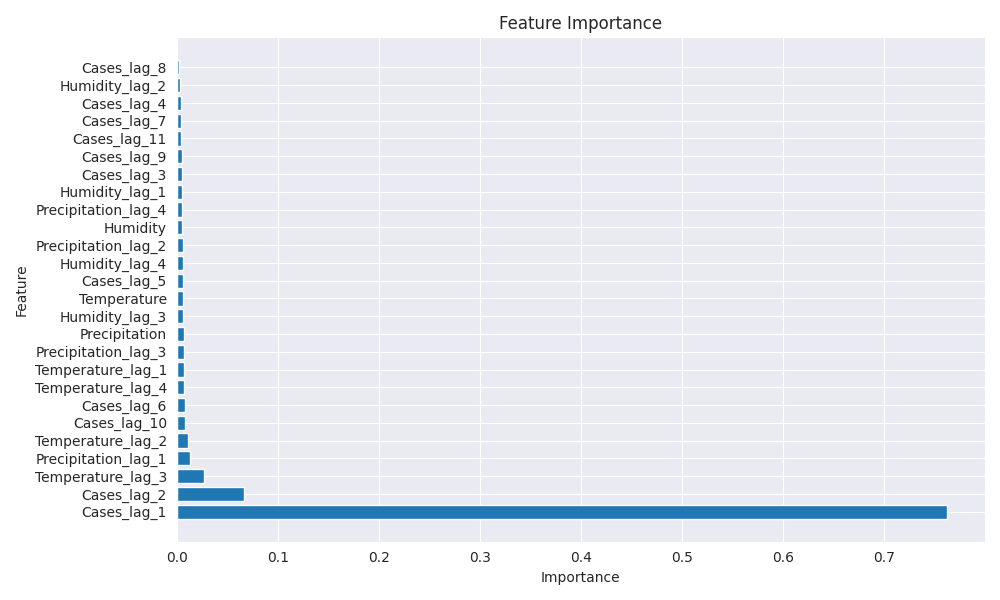 Feature Importance
Feature
Cases_lag_8
Humidity_lag_2
Cases_lag_4
Cases_lag_7
Cases_lag_11
Cases_lag_9
Cases_lag_3
Humidity_lag_1
Precipitation_lag_4
Humidity
Precipitation_lag_2
Humidity_lag_4
Cases_lag_5
Temperature
Humidity_lag_3
Precipitation
Precipitation_lag_3
Temperature_lag_1
Temperature_lag_4
Cases_lag_6
Cases_lag_10
Temperature_lag_2
Precipitation_lag_1
Temperature_lag_3
Cases_lag_2
Cases_lag_1
0.0 0.1 0.2 0.3 0.4 0.5 0.6 0.7
Importance